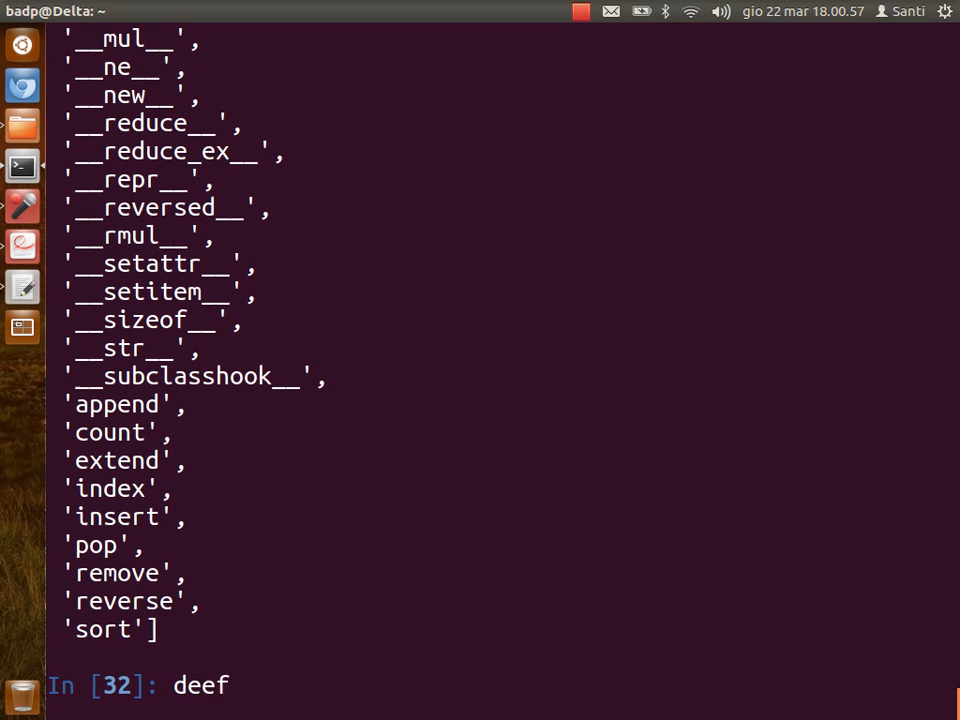 badp@Delta: ~ gio 22 mar 18.00.57 Santi
'__mul__',
'__ne__',
'__new__',
'__reduce__',
'__reduce_ex__',
'__repr__',
'__reversed__',
'__rmul__',
'__setattr__',
'__setitem__',
'__sizeof__',
'__str__',
'__subclasshook__',
'append',
'count',
'extend',
'index',
'insert',
'pop',
'remove',
'reverse',
'sort']
In [32]: deef